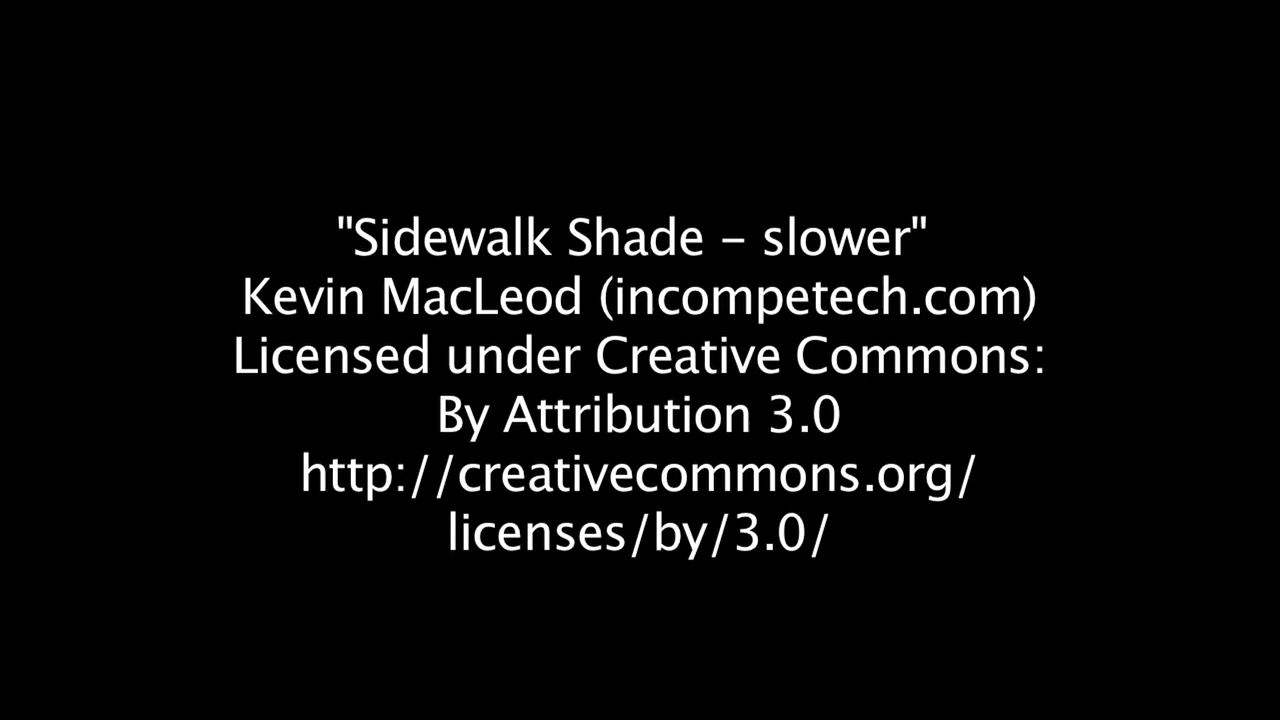 "Sidewalk Shade – slower"
Kevin MacLeod (incompetech.com)
Licensed under Creative Commons:
By Attribution 3.0
http://creativecommons.org/
licenses/by/3.0/